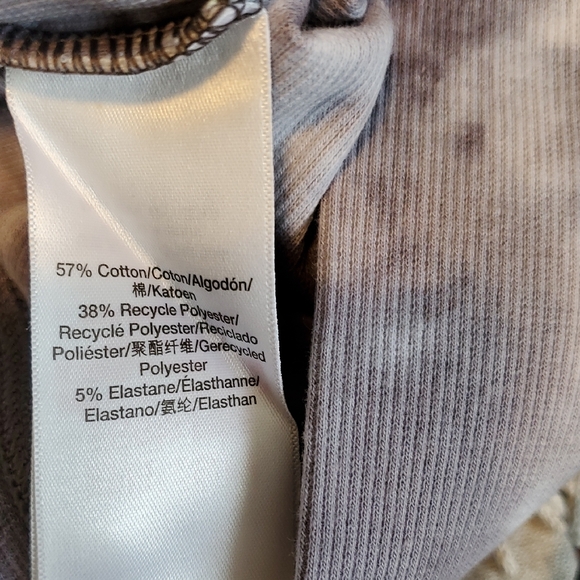 57% Cotton/Coton/Algodón/
棉/Katoen
38% Recycle Polyester/
Recyclé Polyester/Reciclado
Poliéster/聚酯纤维/Gerecycled
Polyester
5% Elastane/Élasthanne/
Elastano/氨纶/Elasthan